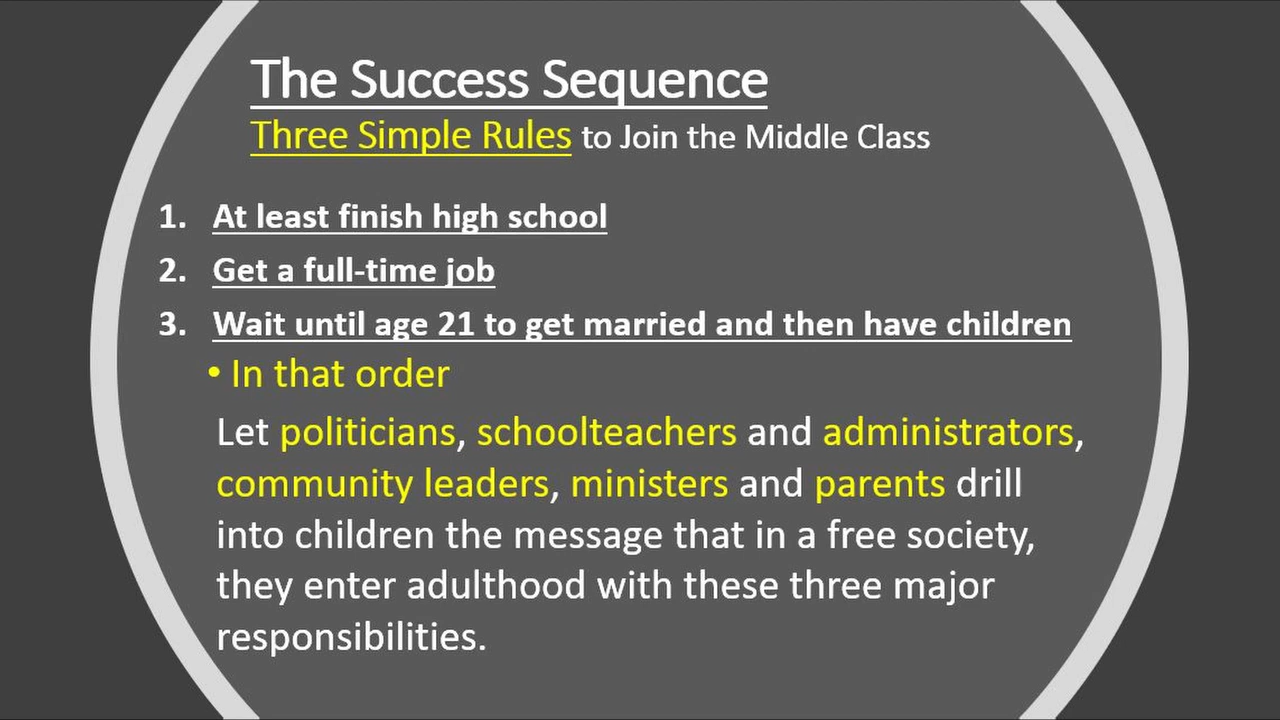 The Success Sequence
Three Simple Rules to Join the Middle Class
1. At least finish high school
2. Get a full-time job
3. Wait until age 21 to get married and then have children
• In that order
Let politicians, schoolteachers and administrators,
community leaders, ministers and parents drill
into children the message that in a free society,
they enter adulthood with these three major
responsibilities.